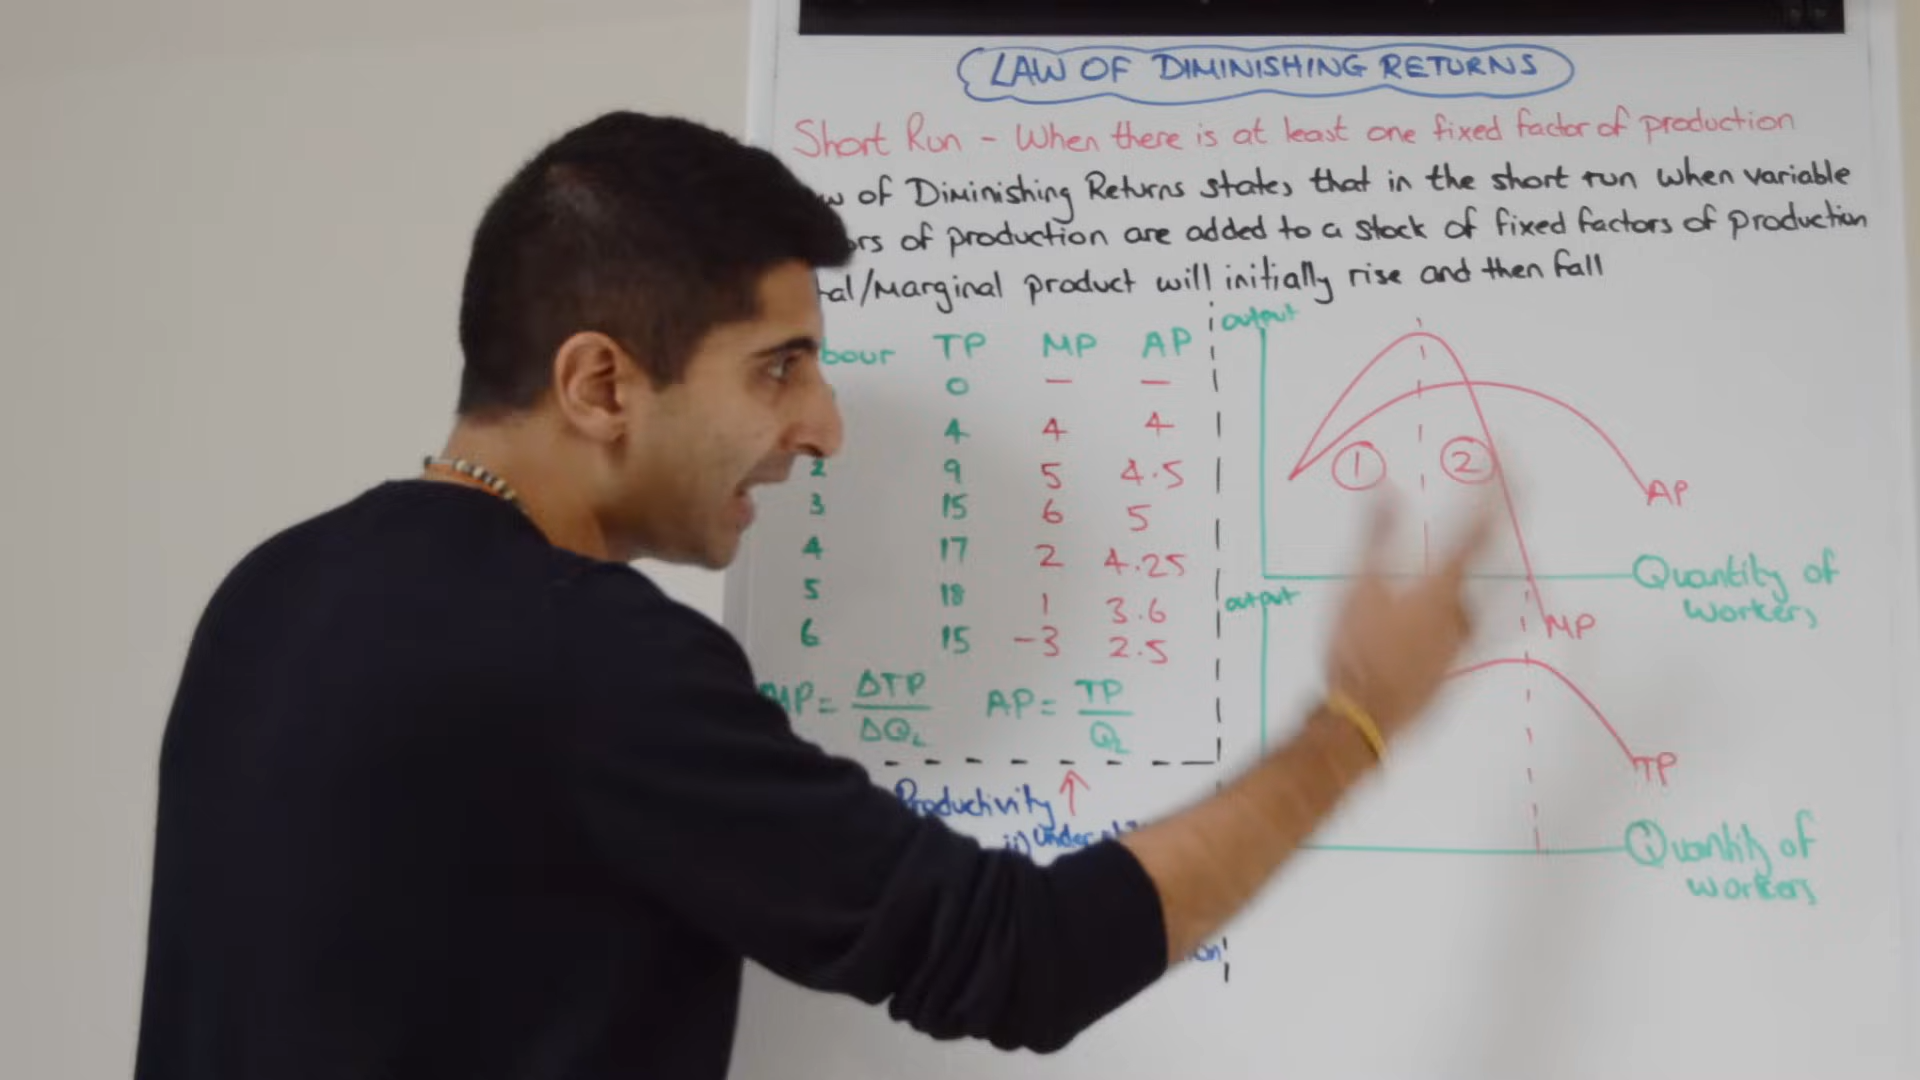 LAW OF DIMINISHING RETURNS
Short Run - When there is at least one fixed factor of production
of Diminishing Returns states that in the short run when variable
of production are added to a stock of fixed factors of production
/marginal product will initially rise and then fall
bour TP MP AP
0 - -
4 4 4
2 9 5 4.5
3 15 6 5
4 17 2 4.25
5 18 1 3.6
6 15 -3 2.5
MP = ΔTP/ΔQL AP = TP/QL
Productivity ↑
ii) Under
output
1 2
AP
Quantity of
workers
MP
output
TP
Quantity of
workers